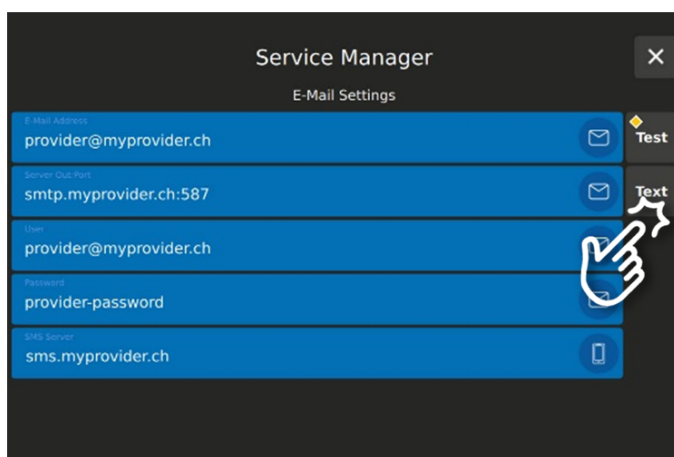 Service Manager
E-Mail Settings
E-Mail Address
provider@myprovider.ch
Test
Server Out:Port
smtp.myprovider.ch:587
Text
User
provider@myprovider.ch
Password
provider-password
SMS Server
sms.myprovider.ch